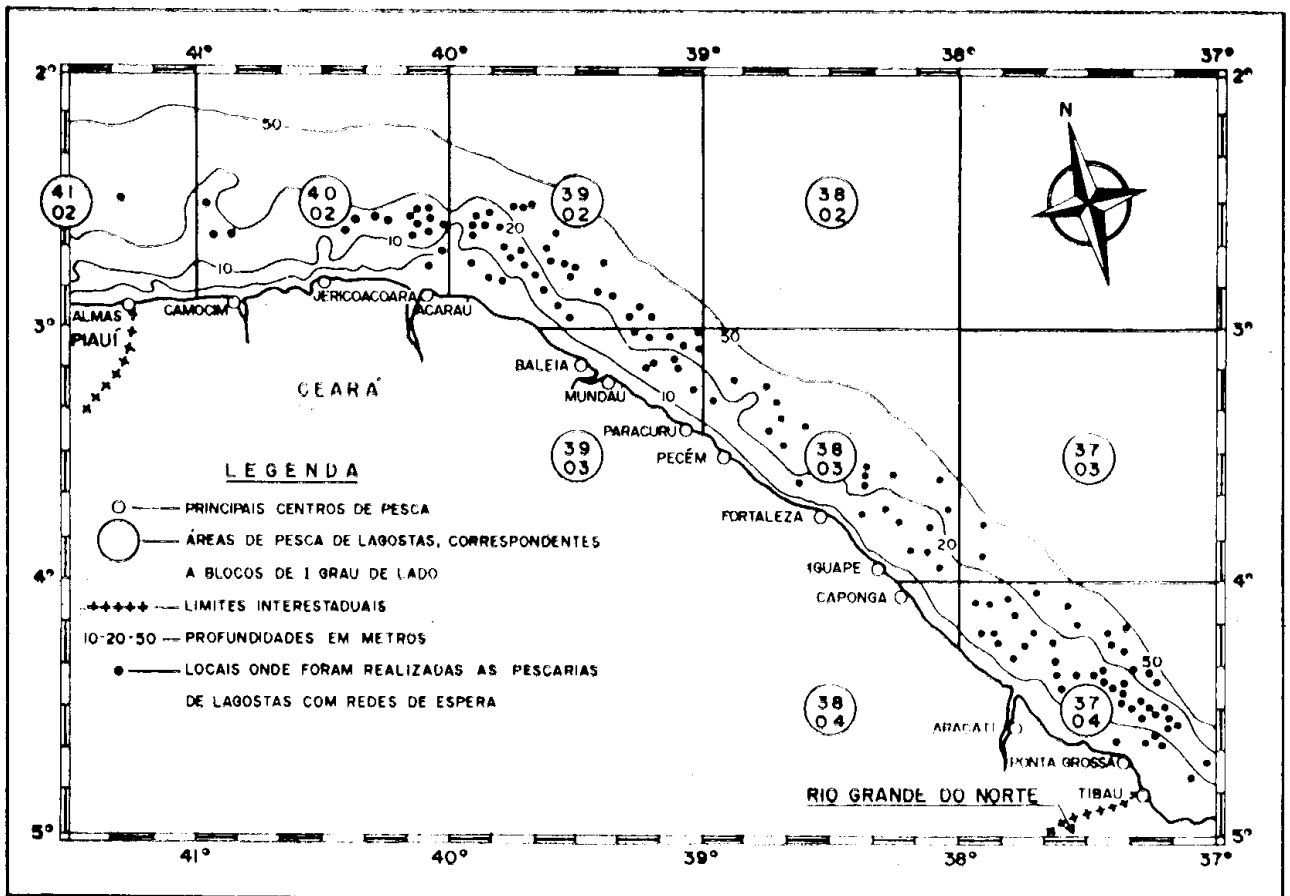 41° 40° 39° 38° 37°
2° 2°
N
50
41
02
40
02
39
02
38
02
20
10
10
JERICOACOARA
ACARAÚ
CAMOCIM
ALMAS
PIAUÍ
3° 3°
50
BALEIA
MUNDAÚ
10
CEARÁ
PARACURU
PECÉM
39
03
38
03
37
03
LEGENDA
PRINCIPAIS CENTROS DE PESCA
FORTALEZA
ÁREAS DE PESCA DE LAGOSTAS, CORRESPONDENTES
A BLOCOS DE 1 GRAU DE LADO
20
IGUAPE
4° 4°
CAPONGA
LIMITES INTERESTADUAIS
10-20-50 — PROFUNDIDADES EM METROS
50
LOCAIS ONDE FORAM REALIZADAS AS PESCARIAS
DE LAGOSTAS COM REDES DE ESPERA
38
04
37
04
ARACATI
PONTA GROSSA
RIO GRANDE DO NORTE
TIBAU
5° 5°
41° 40° 39° 38° 37°